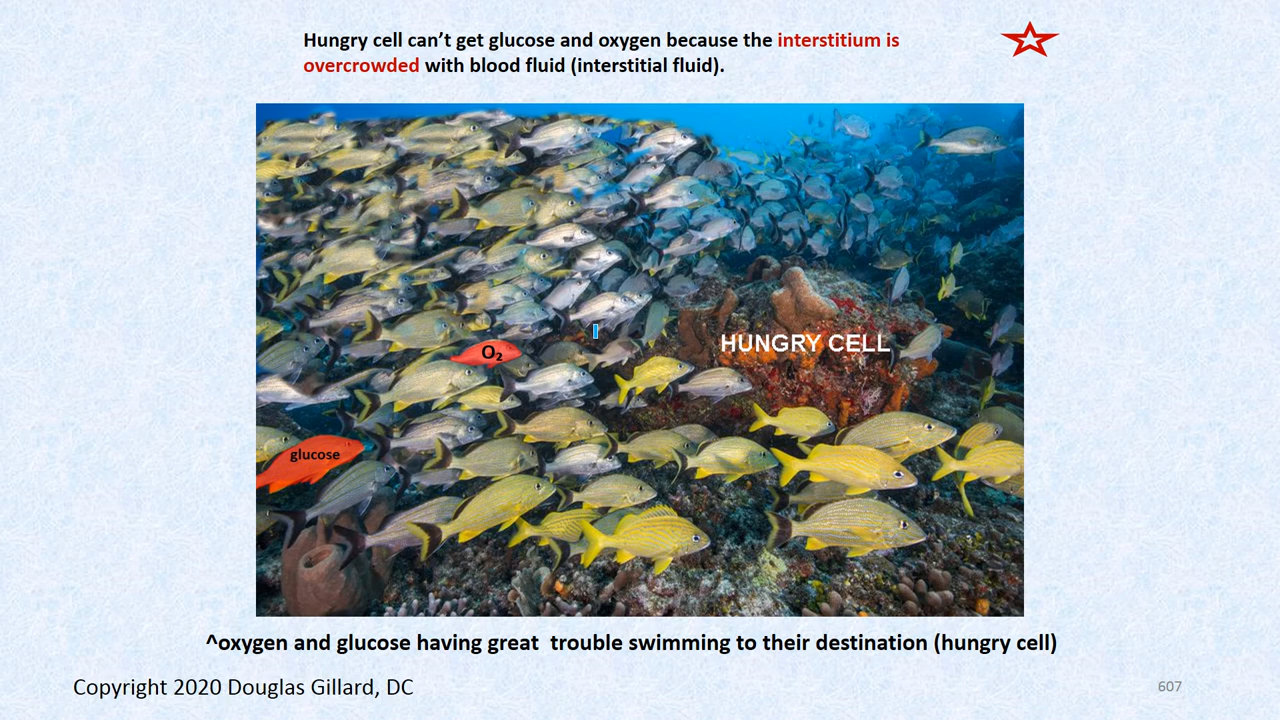 Hungry cell can’t get glucose and oxygen because the interstitium is
overcrowded with blood fluid (interstitial fluid).
HUNGRY CELL
O₂
glucose
^oxygen and glucose having great  trouble swimming to their destination (hungry cell)
Copyright 2020 Douglas Gillard, DC
607